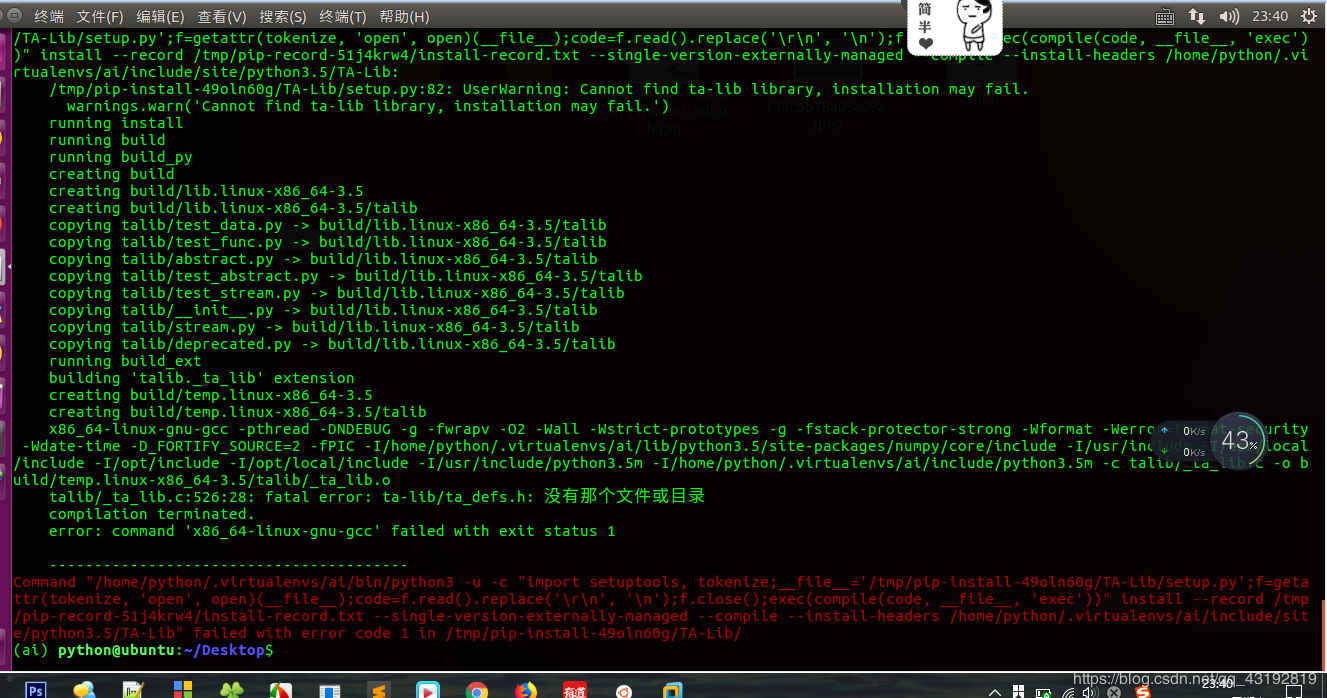 终端 文件(F) 编辑(E) 查看(V) 搜索(S) 终端(T) 帮助(H) 23:40
简
半
/TA-Lib/setup.py';f=getattr(tokenize, 'open', open)(__file__);code=f.read().replace('\r\n', '\n');f exec(compile(code, __file__, 'exec')
)" install --record /tmp/pip-record-51j4krw4/install-record.txt --single-version-externally-managed --compile --install-headers /home/python/.vi
rtualenvs/ai/include/site/python3.5/TA-Lib:
/tmp/pip-install-49oln60g/TA-Lib/setup.py:82: UserWarning: Cannot find ta-lib library, installation may fail.
warnings.warn('Cannot find ta-lib library, installation may fail.')
running install
running build
running build_py
creating build
creating build/lib.linux-x86_64-3.5
creating build/lib.linux-x86_64-3.5/talib
copying talib/test_data.py -> build/lib.linux-x86_64-3.5/talib
copying talib/test_func.py -> build/lib.linux-x86_64-3.5/talib
copying talib/abstract.py -> build/lib.linux-x86_64-3.5/talib
copying talib/test_abstract.py -> build/lib.linux-x86_64-3.5/talib
copying talib/test_stream.py -> build/lib.linux-x86_64-3.5/talib
copying talib/__init__.py -> build/lib.linux-x86_64-3.5/talib
copying talib/stream.py -> build/lib.linux-x86_64-3.5/talib
copying talib/deprecated.py -> build/lib.linux-x86_64-3.5/talib
running build_ext
building 'talib._ta_lib' extension
creating build/temp.linux-x86_64-3.5
creating build/temp.linux-x86_64-3.5/talib
x86_64-linux-gnu-gcc -pthread -DNDEBUG -g -fwrapv -O2 -Wall -Wstrict-prototypes -g -fstack-protector-strong -Wformat -Werro at security
-Wdate-time -D_FORTIFY_SOURCE=2 -fPIC -I/home/python/.virtualenvs/ai/lib/python3.5/site-packages/numpy/core/include -I/usr/inclu local
/include -I/opt/include -I/opt/local/include -I/usr/include/python3.5m -I/home/python/.virtualenvs/ai/include/python3.5m -c talib/_ta_lib.c -o b
uild/temp.linux-x86_64-3.5/talib/_ta_lib.o
0K/s
0K/s
43%
talib/_ta_lib.c:526:28: fatal error: ta-lib/ta_defs.h: 没有那个文件或目录
compilation terminated.
error: command 'x86_64-linux-gnu-gcc' failed with exit status 1
----------------------------------------
Command "/home/python/.virtualenvs/ai/bin/python3 -u -c "import setuptools, tokenize;__file__='/tmp/pip-install-49oln60g/TA-Lib/setup.py';f=geta
ttr(tokenize, 'open', open)(__file__);code=f.read().replace('\r\n', '\n');f.close();exec(compile(code, __file__, 'exec'))" install --record /tmp
/pip-record-51j4krw4/install-record.txt --single-version-externally-managed --compile --install-headers /home/python/.virtualenvs/ai/include/sit
e/python3.5/TA-Lib" failed with error code 1 in /tmp/pip-install-49oln60g/TA-Lib/
(ai) python@ubuntu:~/Desktop$
Ps
有道
23:40
https://blog.csdn.net/ _43192819